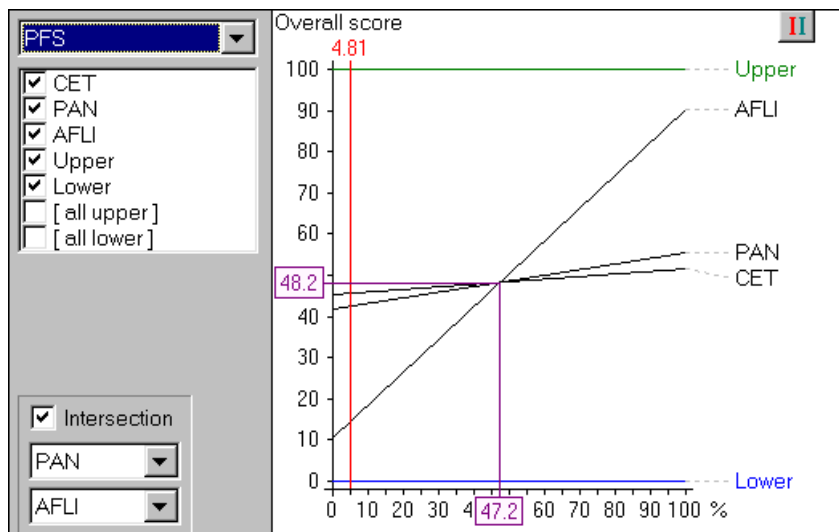 PFS
CET
PAN
AFLI
Upper
Lower
[ all upper ]
[ all lower ]
Intersection
PAN
AFLI
Overall score
II
4.81
100
90
80
70
60
48.2
40
30
20
10
0
Upper
AFLI
PAN
CET
Lower
0 10 20 30 4 47.2 60 70 80 90 100 %